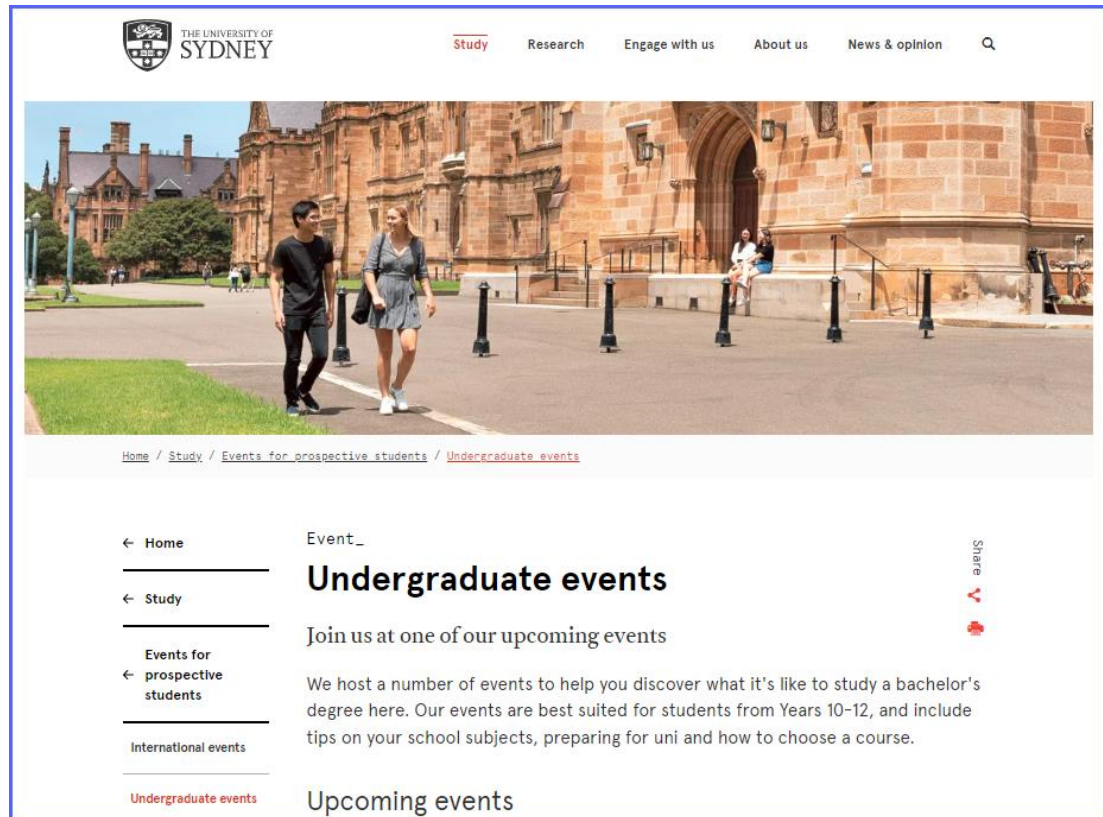 THE UNIVERSITY OF
SYDNEY
Study
Research
Engage with us
About us
News & opinion
Home / Study / Events for prospective students / Undergraduate events
← Home
← Study
Events for
← prospective
students
International events
Undergraduate events
Event_
Undergraduate events
Join us at one of our upcoming events
We host a number of events to help you discover what it's like to study a bachelor's
degree here. Our events are best suited for students from Years 10-12, and include
tips on your school subjects, preparing for uni and how to choose a course.
Upcoming events
Share